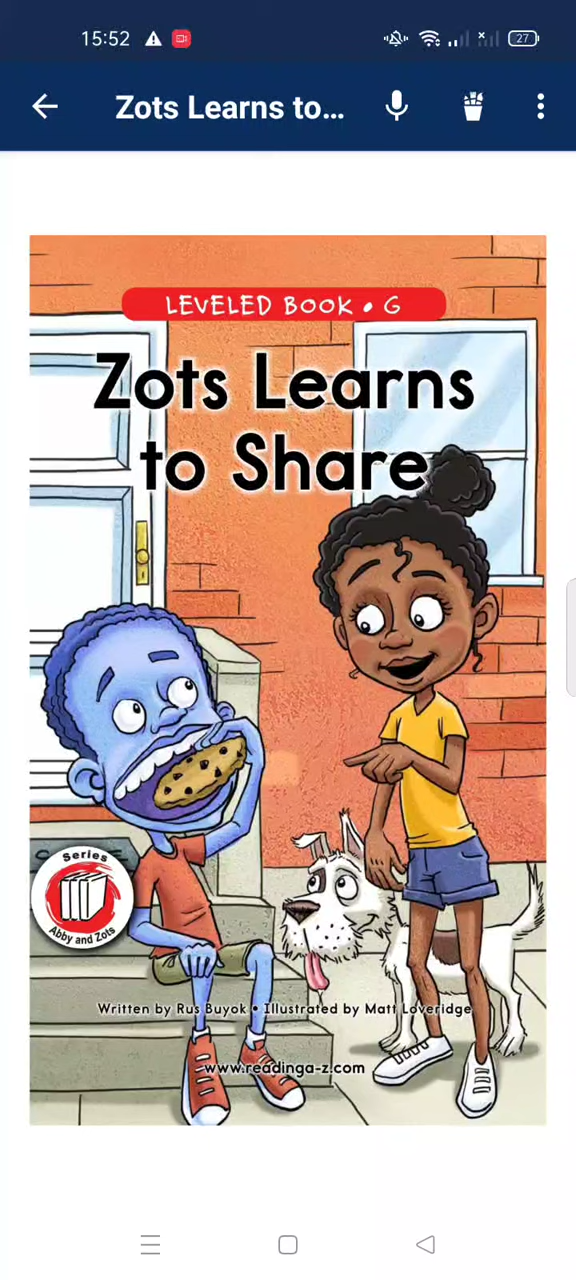 15:52
27
Zots Learns to...
LEVELED BOOK • G
Zots Learns
to Share
Series
Abby and Zots
Written by Rus Buyok • Illustrated by Matt Loveridge
www.readinga-z.com